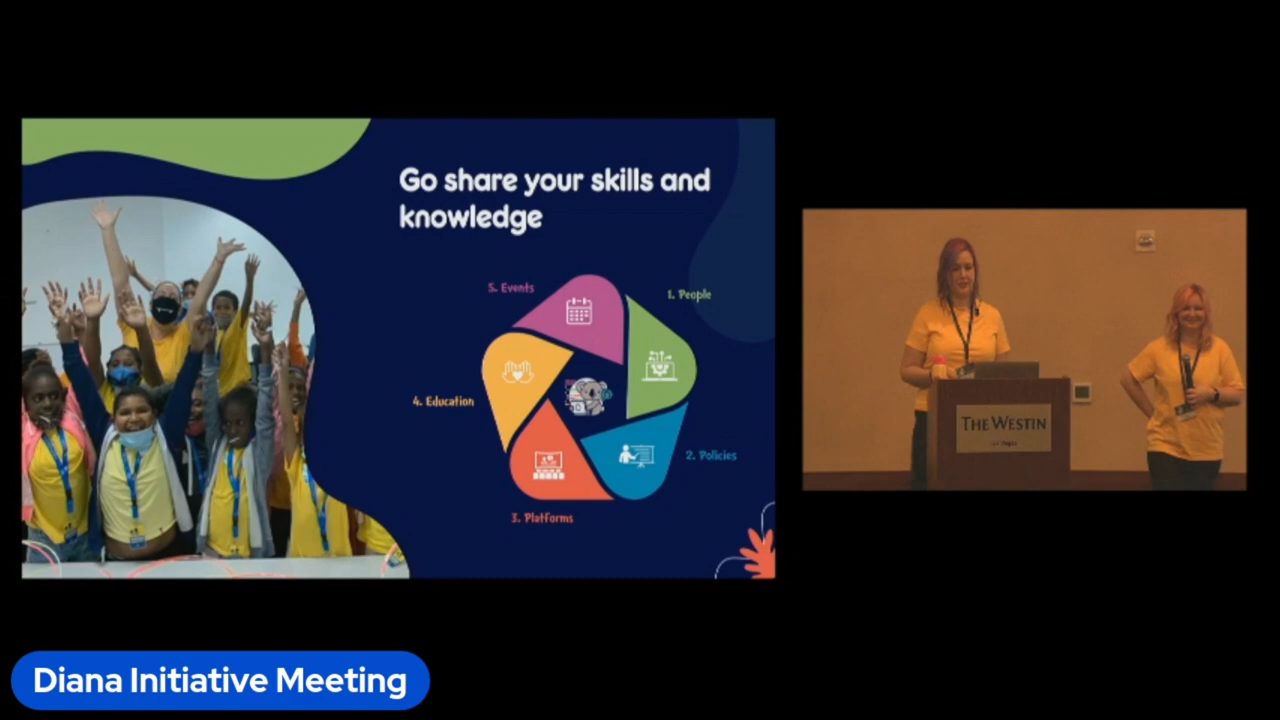 Go share your skills and
knowledge
5. Events
1. People
4. Education
2. Policies
3. Platforms
THE WESTIN
Diana Initiative Meeting